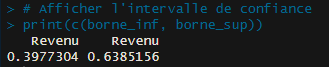 > # Afficher l'intervalle de confiance
> print(c(borne_inf, borne_sup))
   Revenu    Revenu
0.3977304 0.6385156